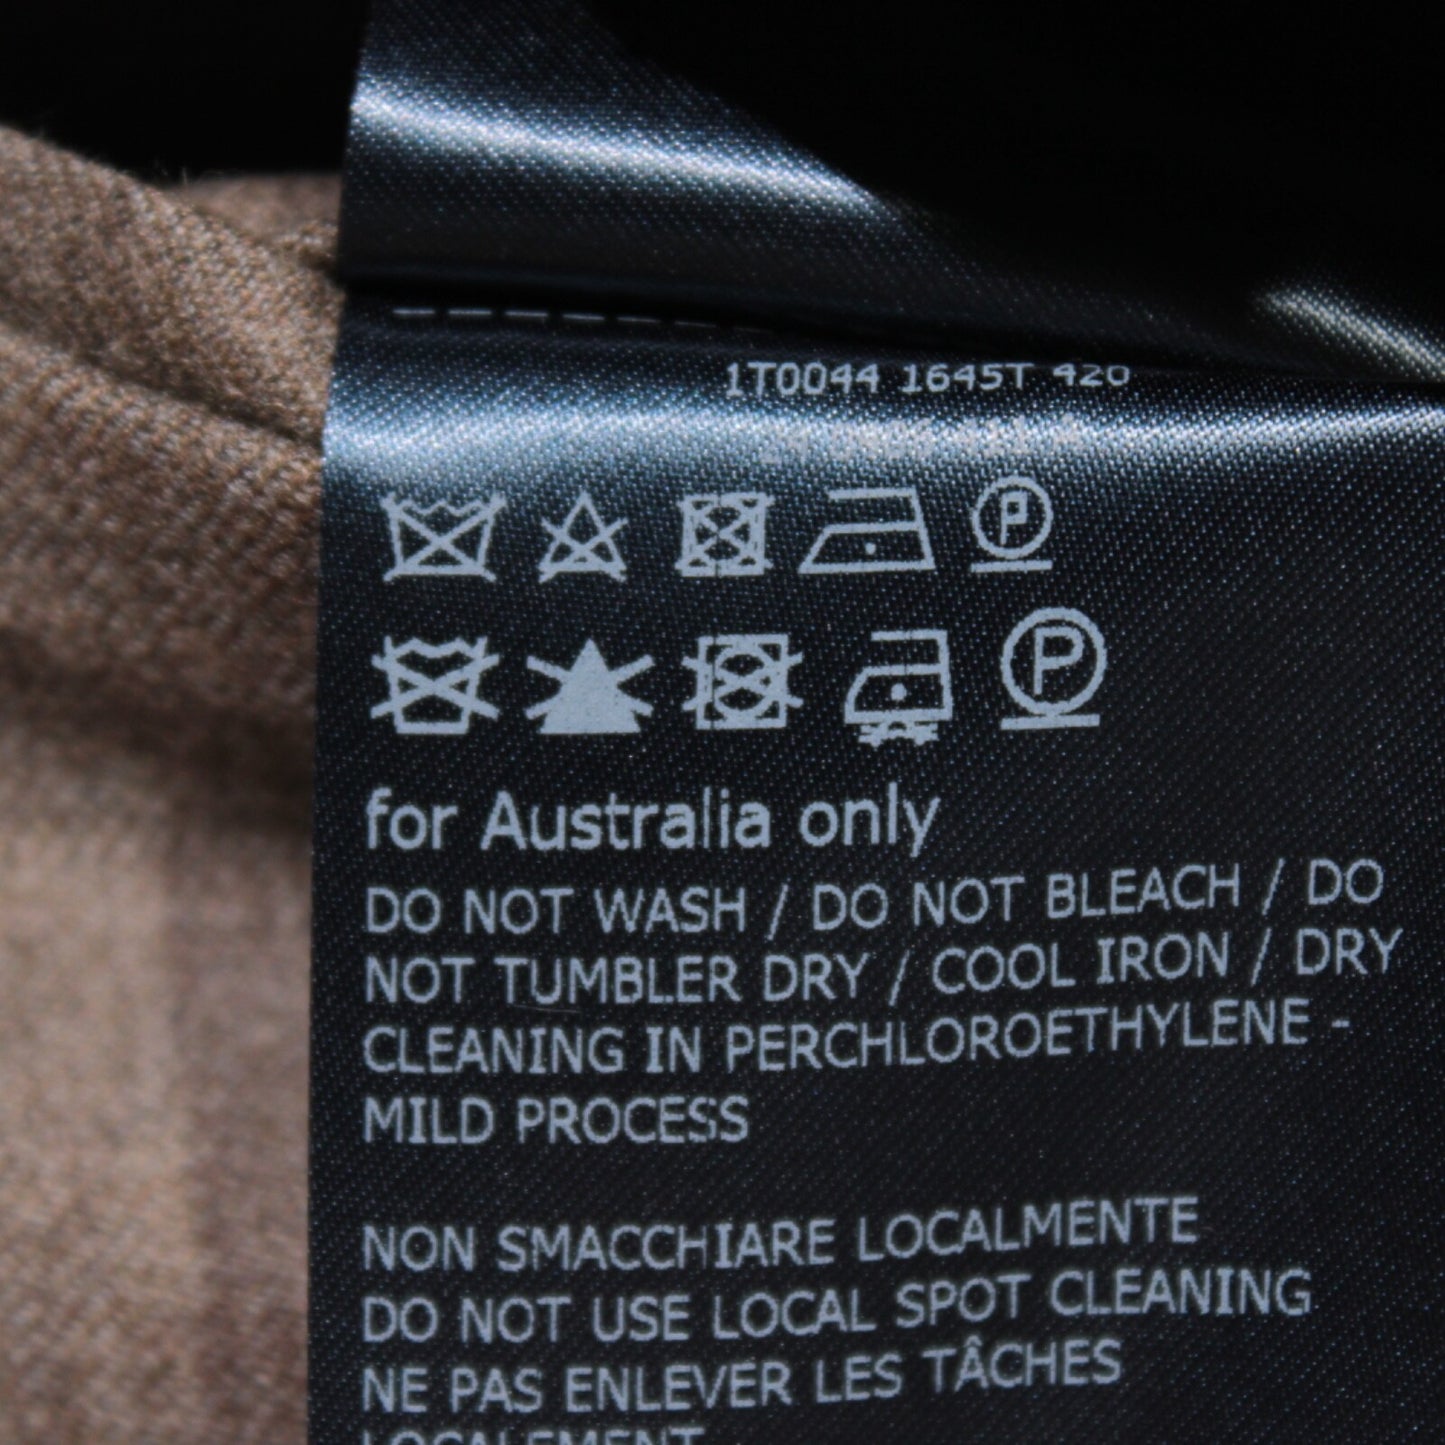 1T0044 1645T 420
P
P
for Australia only
DO NOT WASH / DO NOT BLEACH / DO
NOT TUMBLER DRY / COOL IRON / DRY
CLEANING IN PERCHLOROETHYLENE -
MILD PROCESS
NON SMACCHIARE LOCALMENTE
DO NOT USE LOCAL SPOT CLEANING
NE PAS ENLEVER LES TÂCHES
LOCALEMENT